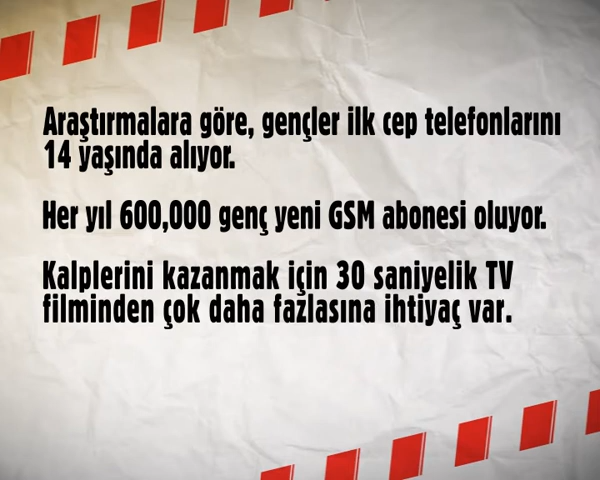 Araştırmalara göre, gençler ilk cep telefonlarını
14 yaşında alıyor.
Her yıl 600,000 genç yeni GSM abonesi oluyor.
Kalplerini kazanmak için 30 saniyelik TV
filminden çok daha fazlasına ihtiyaç var.